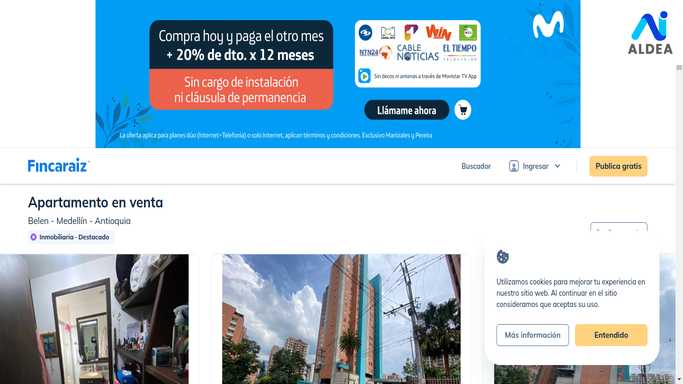 Compra hoy y paga el otro mes
+ 20% de dto. x 12 meses
Sin cargo de instalación
ni cláusula de permanencia
WIN
NTN24
CABLE
NOTICIAS
EL TIEMPO
TELEVISIÓN
Sin decos ni antenas a través de Movistar TV App
Llámame ahora
La oferta aplica para planes dúo (Internet+Telefonía) o solo Internet, aplican términos y condiciones. Exclusivo Manizales y Pereira
ALDEA
Fincaraiz
Buscador
Ingresar
Publica gratis
Apartamento en venta
Belen - Medellín - Antioquia
Inmobiliaria - Destacado
Utilizamos cookies para mejorar tu experiencia en
nuestro sitio web. Al continuar en el sitio
consideramos que aceptas su uso.
Más información
Entendido